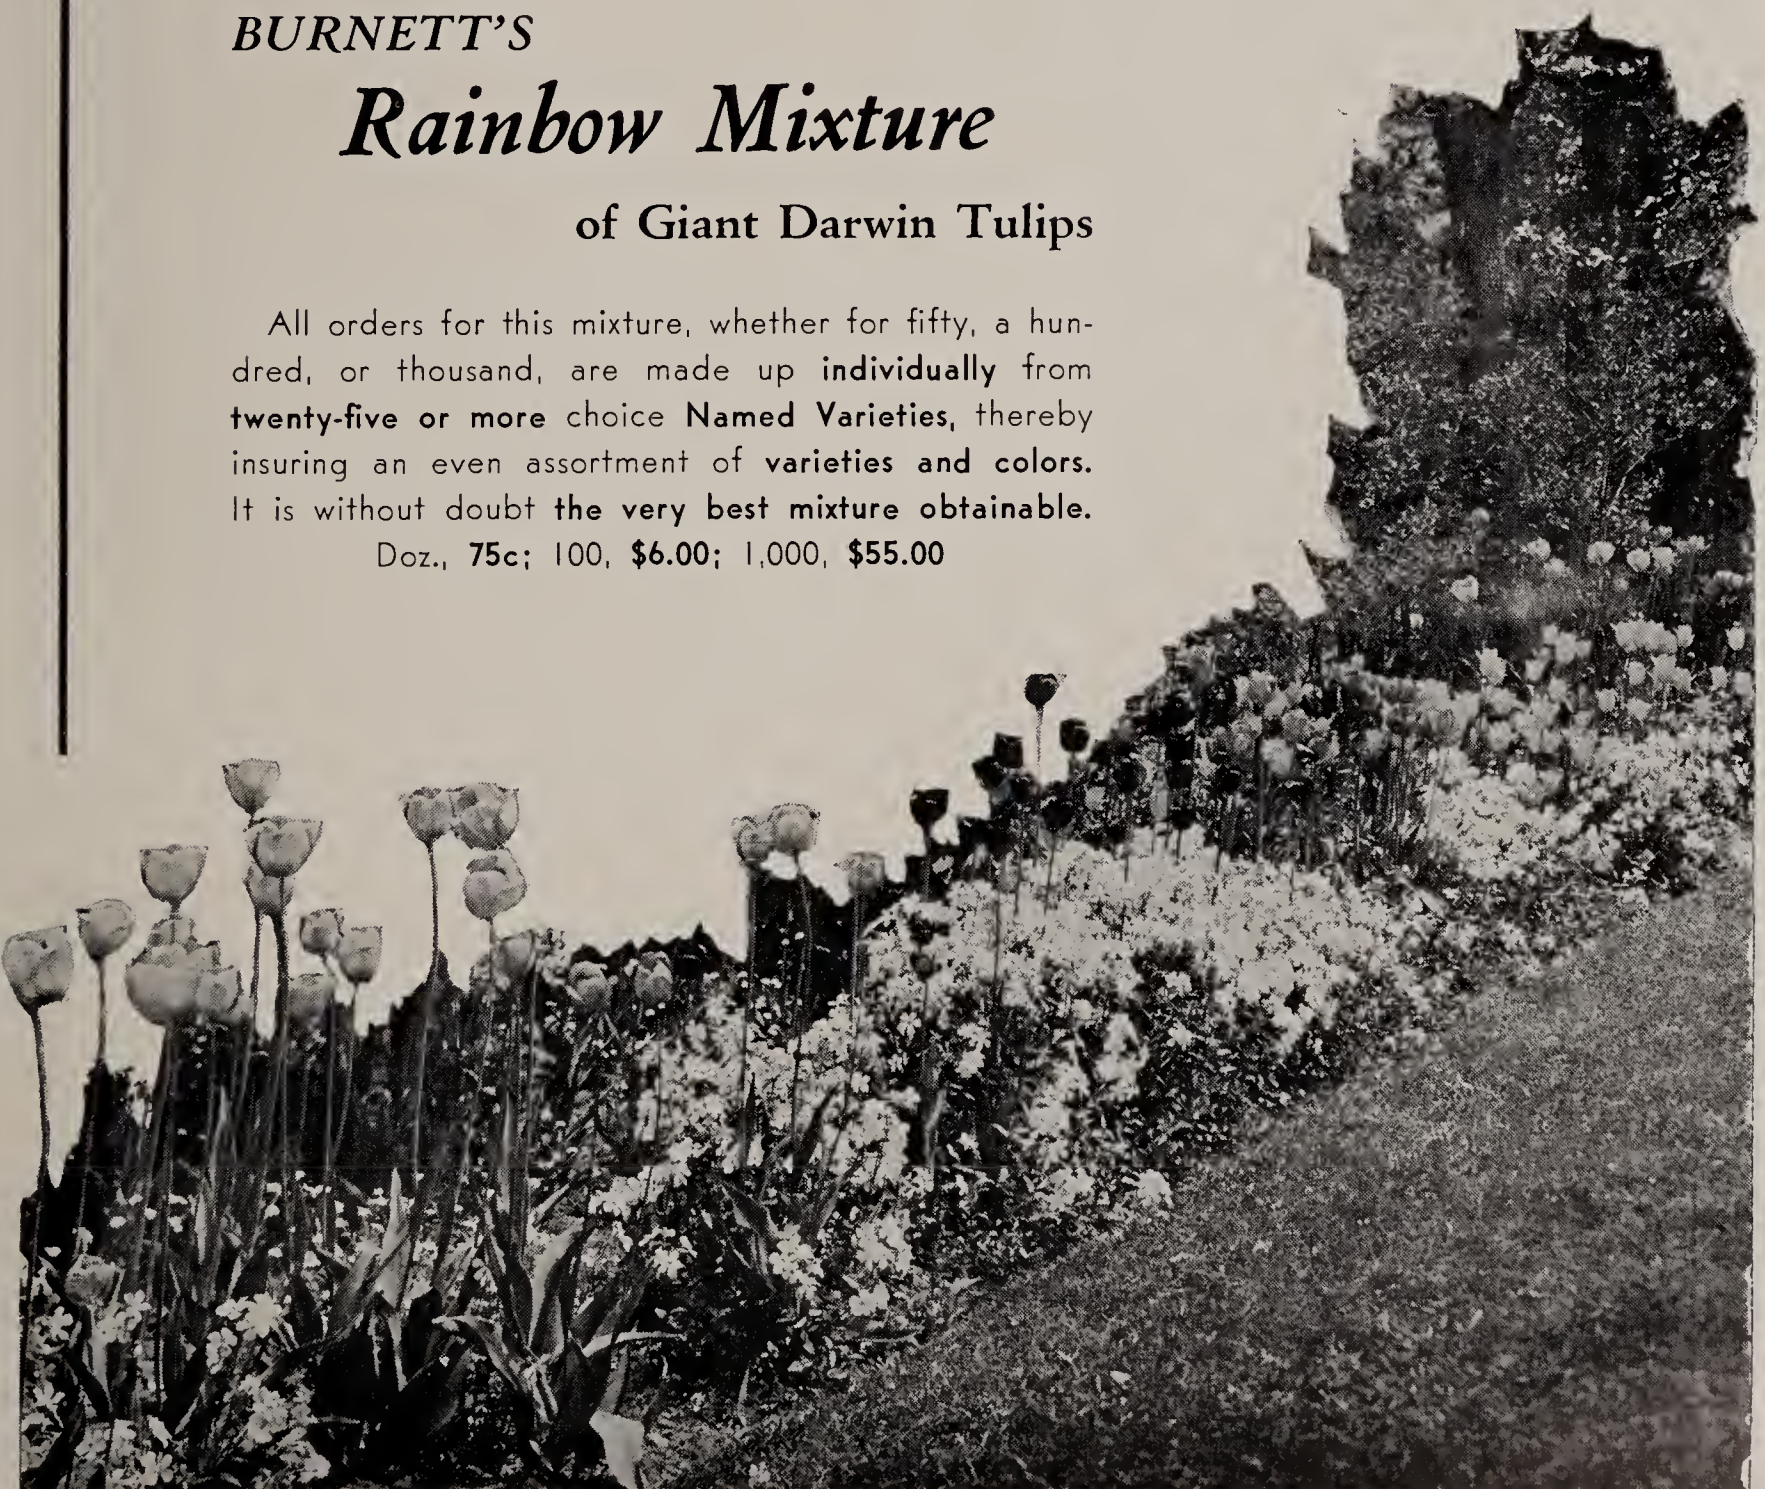 BURNETT'S
Rainbow Mixture
of Giant Darwin Tulips
All orders for this mixture, whether for fifty, a hun-
dred, or thousand, are made up individually from
twenty-five or more choice Named Varieties, thereby
insuring an even assortment of varieties and colors.
It is without doubt the very best mixture obtainable.
Doz., 75c; 100, $6.00; 1,000, $55.00